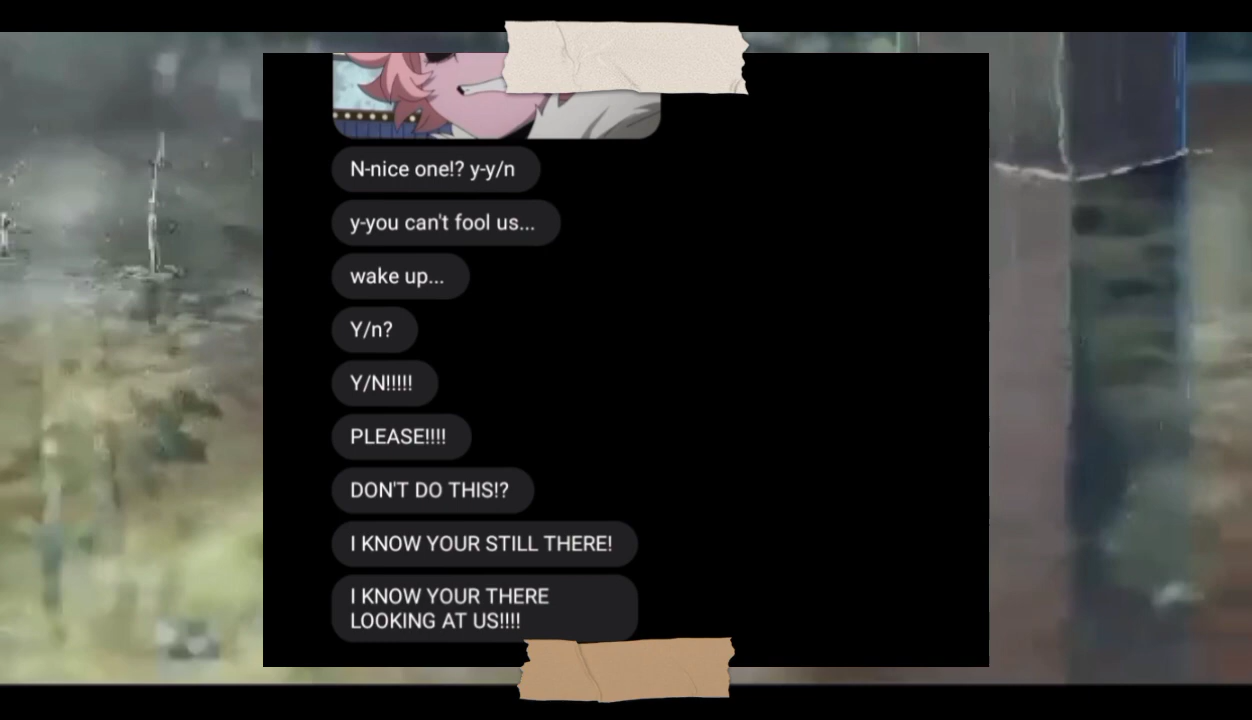 N-nice one!? y-y/n
y-you can't fool us...
wake up...
Y/n?
Y/N!!!!!
PLEASE!!!!
DON'T DO THIS!?
I KNOW YOUR STILL THERE!
I KNOW YOUR THERE
LOOKING AT US!!!!